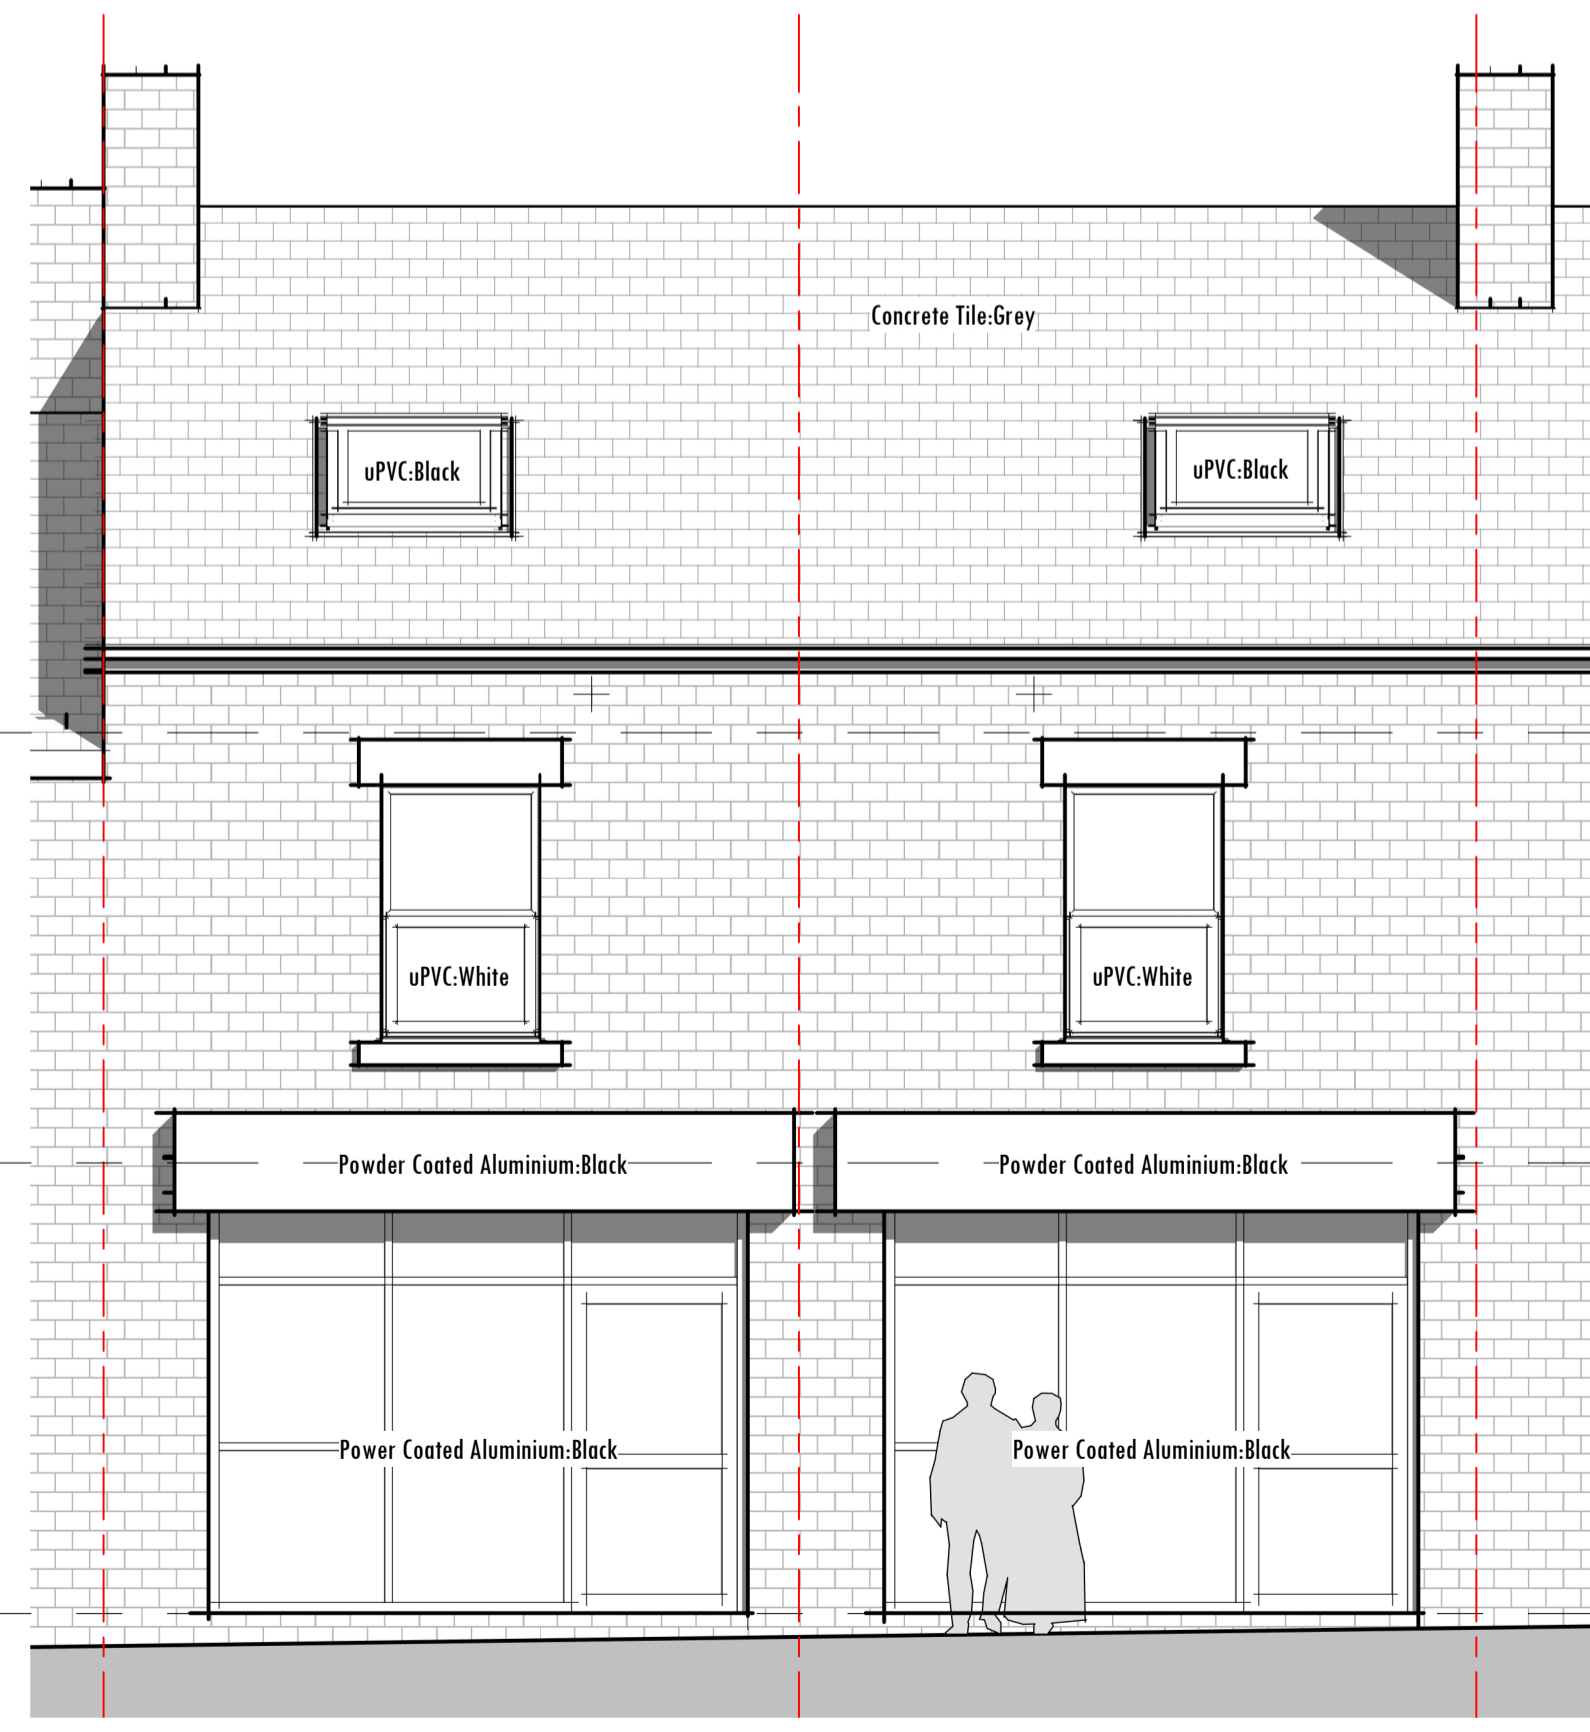 Concrete Tile:Grey
uPVC:Black
uPVC:Black
uPVC:White
uPVC:White
Powder Coated Aluminium:Black
Powder Coated Aluminium:Black
Power Coated Aluminium:Black
Power Coated Aluminium:Black